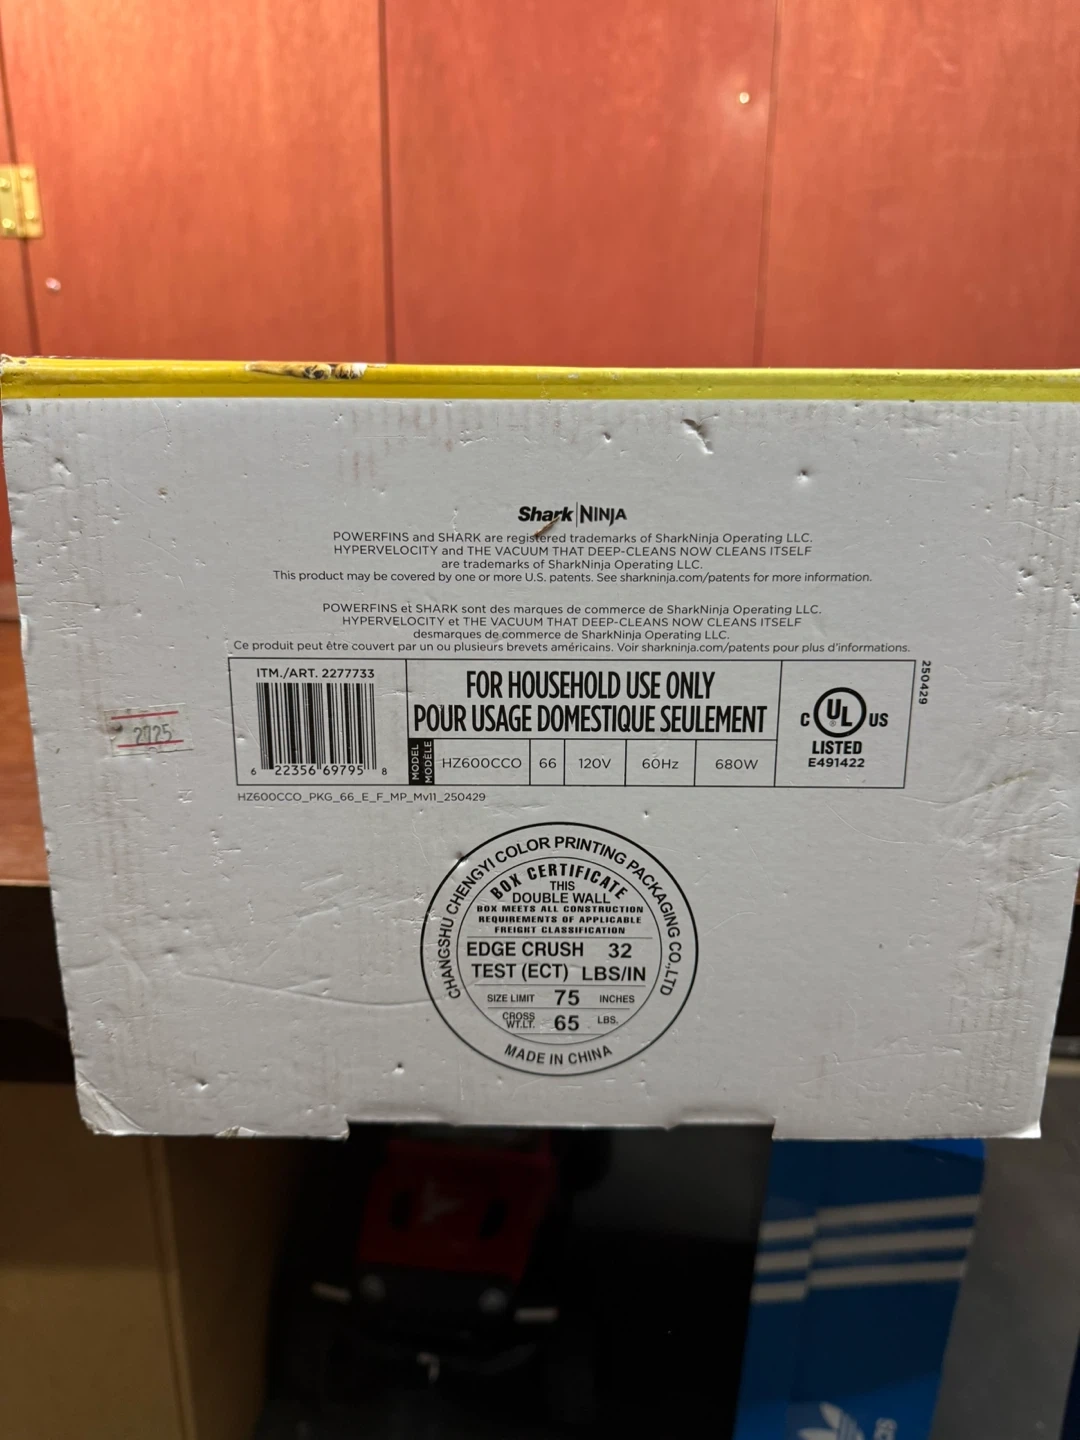 Shark | NINJA
POWERFINS and SHARK are registered trademarks of SharkNinja Operating LLC.
HYPERVELOCITY and THE VACUUM THAT DEEP-CLEANS NOW CLEANS ITSELF
are trademarks of SharkNinja Operating LLC.
This product may be covered by one or more U.S. patents. See sharkninja.com/patents for more information.
POWERFINS et SHARK sont des marques de commerce de SharkNinja Operating LLC.
HYPERVELOCITY et THE VACUUM THAT DEEP-CLEANS NOW CLEANS ITSELF
desmarques de commerce de SharkNinja Operating LLC.
Ce produit peut être couvert par un ou plusieurs brevets américains. Voir sharkninja.com/patents pour plus d'informations.
ITM./ART. 2277733
6 22356 69795 8
FOR HOUSEHOLD USE ONLY
POUR USAGE DOMESTIQUE SEULEMENT
MODEL
MODÈLE
HZ600CCO 66 120V 60Hz 680W
C UL US
LISTED
E491422
250429
2725
HZ600CCO_PKG_66_E_F_MP_Mv11_250429
CHANGSHU CHENGYI COLOR PRINTING PACKAGING CO.,LTD
BOX CERTIFICATE
THIS
DOUBLE WALL
BOX MEETS ALL CONSTRUCTION
REQUIREMENTS OF APPLICABLE
FREIGHT CLASSIFICATION
EDGE CRUSH 32
TEST (ECT) LBS/IN
SIZE LIMIT 75 INCHES
CROSS
WT.LT. 65 LBS.
MADE IN CHINA